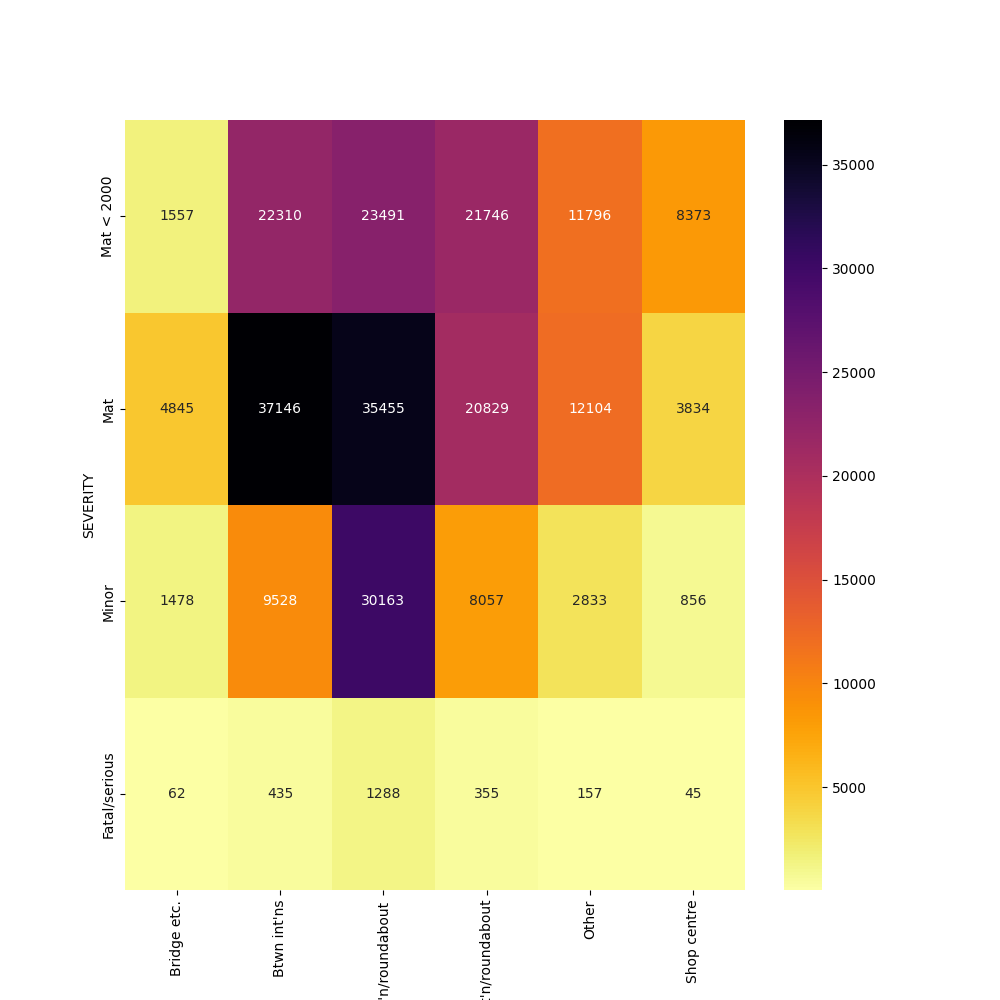 35000
30000
25000
20000
15000
10000
5000
SEVERITY
Mat < 2000
1557 22310 23491 21746 11796 8373
Mat
4845 37146 35455 20829 12104 3834
Minor
1478 9528 30163 8057 2833 856
Fatal/serious
62 435 1288 355 157 45
Bridge etc.
Btwn int'ns
'n/roundabout
'n/roundabout
Other
Shop centre